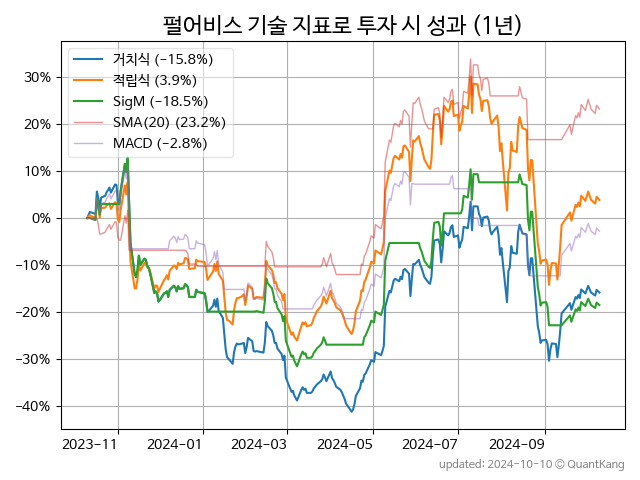 펄어비스 기술 지표로 투자 시 성과 (1년)
거치식 (−15.8%)
적립식 (3.9%)
SigM (−18.5%)
SMA(20) (23.2%)
MACD (−2.8%)
30%
20%
10%
0%
−10%
−20%
−30%
−40%
2023-11 2024-01 2024-03 2024-05 2024-07 2024-09
updated: 2024-10-10 © QuantKang